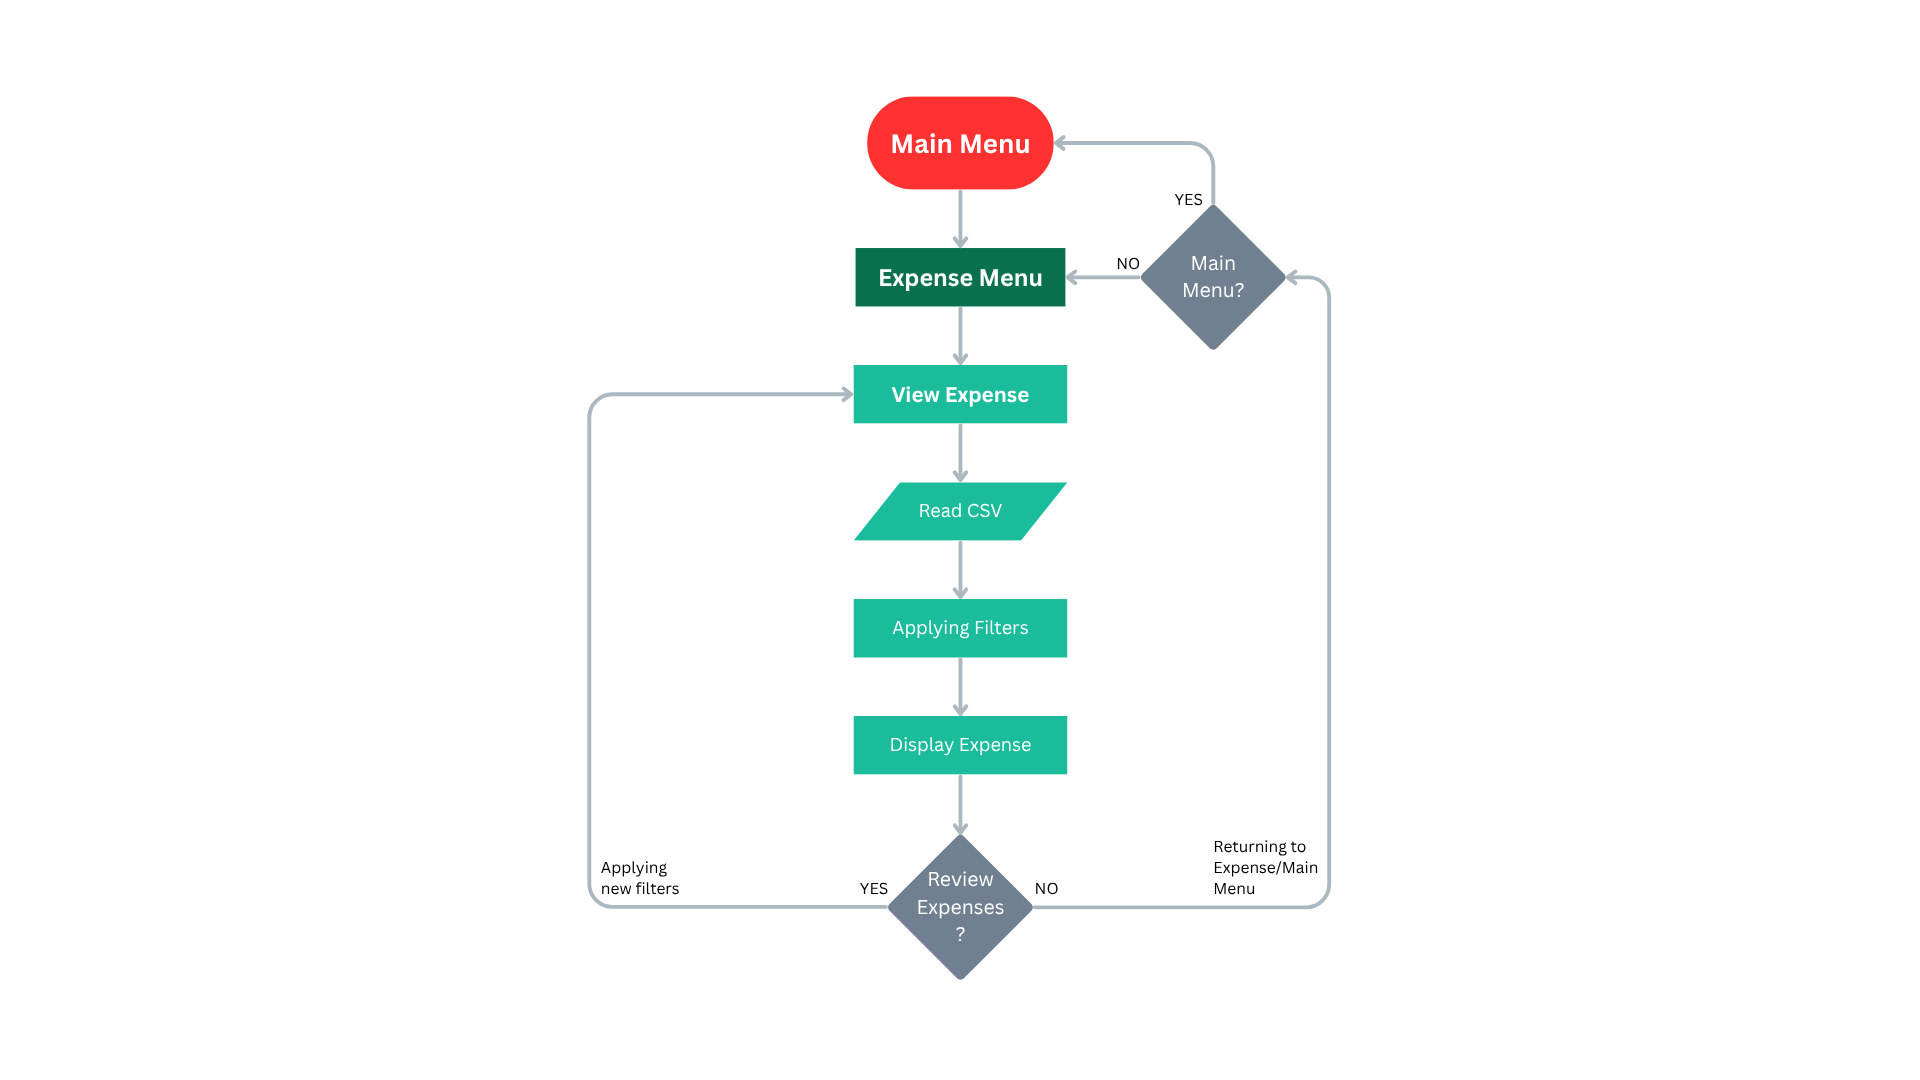 Main Menu
YES
NO
Main
Menu?
Expense Menu
View Expense
Read CSV
Applying Filters
Display Expense
Applying
new filters
YES
Review
Expenses
?
NO
Returning to
Expense/Main
Menu